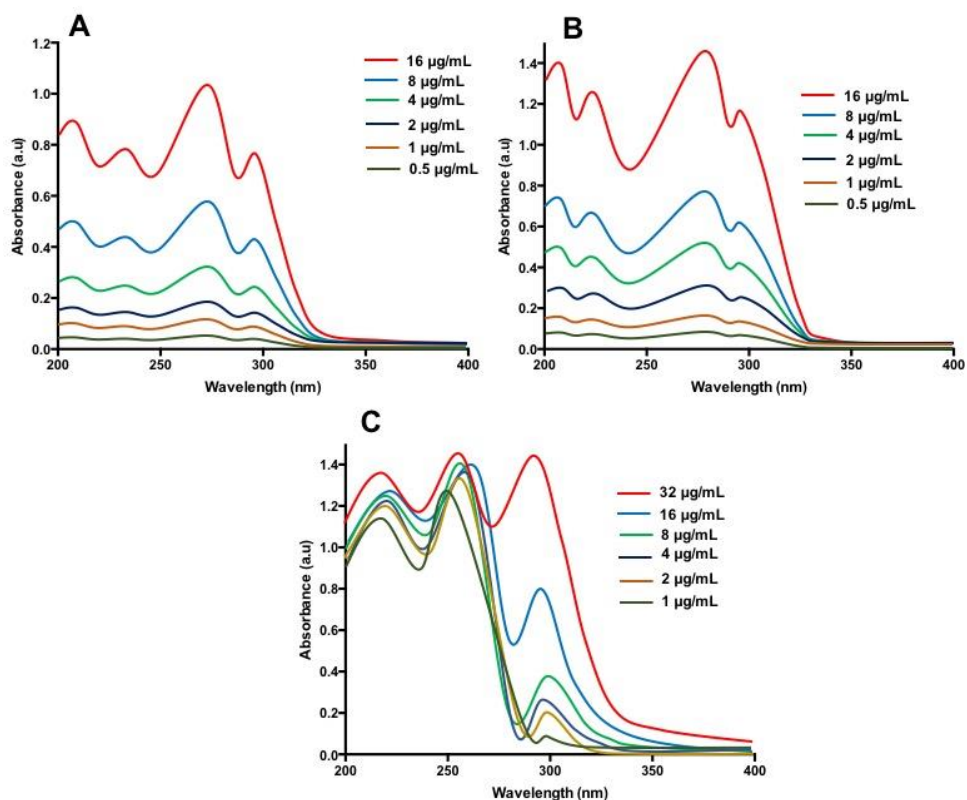 A
1.2
1.0
0.8
0.6
0.4
0.2
0.0
Absorbance (a.u)
200
250
300
350
400
Wavelength (nm)
16 µg/mL
8 µg/mL
4 µg/mL
2 µg/mL
1 µg/mL
0.5 µg/mL
B
1.4
1.2
1.0
0.8
0.6
0.4
0.2
0.0
Absorbance (a.u)
200
250
300
350
400
Wavelength (nm)
16 µg/mL
8 µg/mL
4 µg/mL
2 µg/mL
1 µg/mL
0.5 µg/mL
C
1.4
1.2
1.0
0.8
0.6
0.4
0.2
0.0
Absorbance (a.u)
200
250
300
350
400
Wavelength (nm)
32 µg/mL
16 µg/mL
8 µg/mL
4 µg/mL
2 µg/mL
1 µg/mL